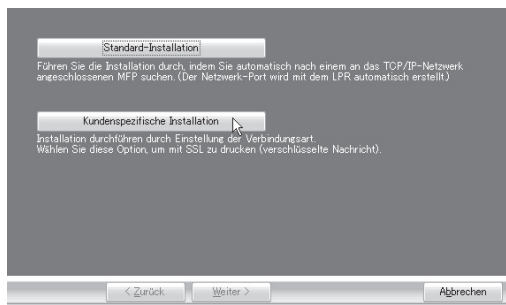 Standard-Installation
Führen Sie die Installation durch, indem Sie automatisch nach einem an das TCP/IP-Netzwerk
angeschlossenen MFP suchen. (Der Netzwerk-Port wird mit dem LPR automatisch erstellt.)
Kundenspezifische Installation
Installation durchführen durch Einstellung der Verbindungsart.
Wählen Sie diese Option, um mit SSL zu drucken (verschlüsselte Nachricht).
< Zurück
Weiter >
Abbrechen